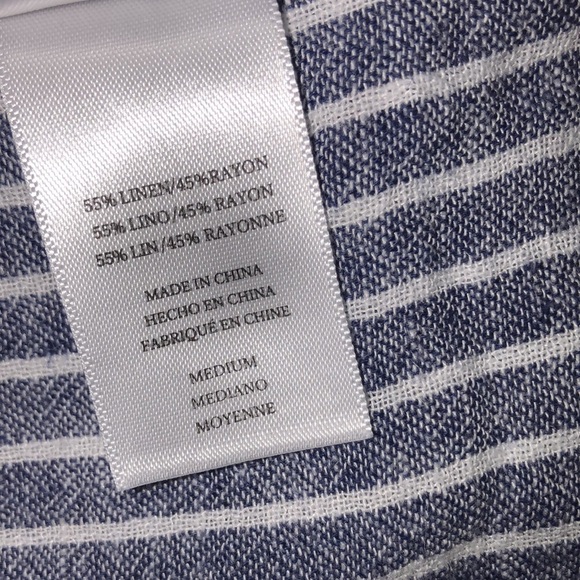 55% LINEN/45%RAYON
55% LINO/45% RAYON
55% LIN/45% RAYONNE
MADE IN CHINA
HECHO EN CHINA
FABRIQUÉ EN CHINE
MEDIUM
MEDIANO
MOYENNE